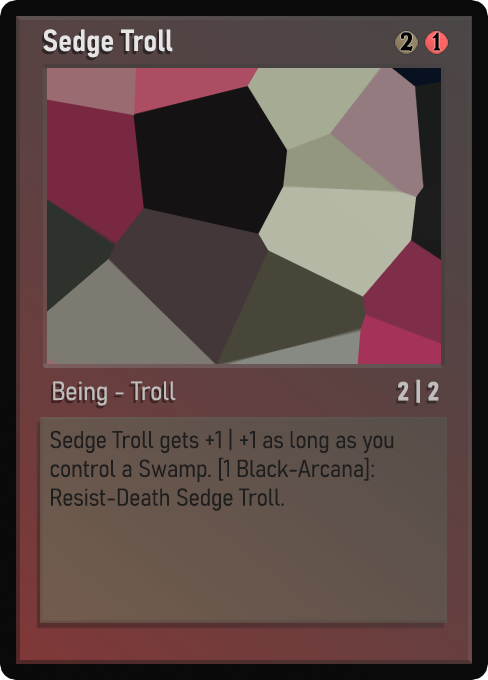 Sedge Troll 2 1
Being - Troll 2 | 2
Sedge Troll gets +1 | +1 as long as you
control a Swamp. [1 Black-Arcana]:
Resist-Death Sedge Troll.